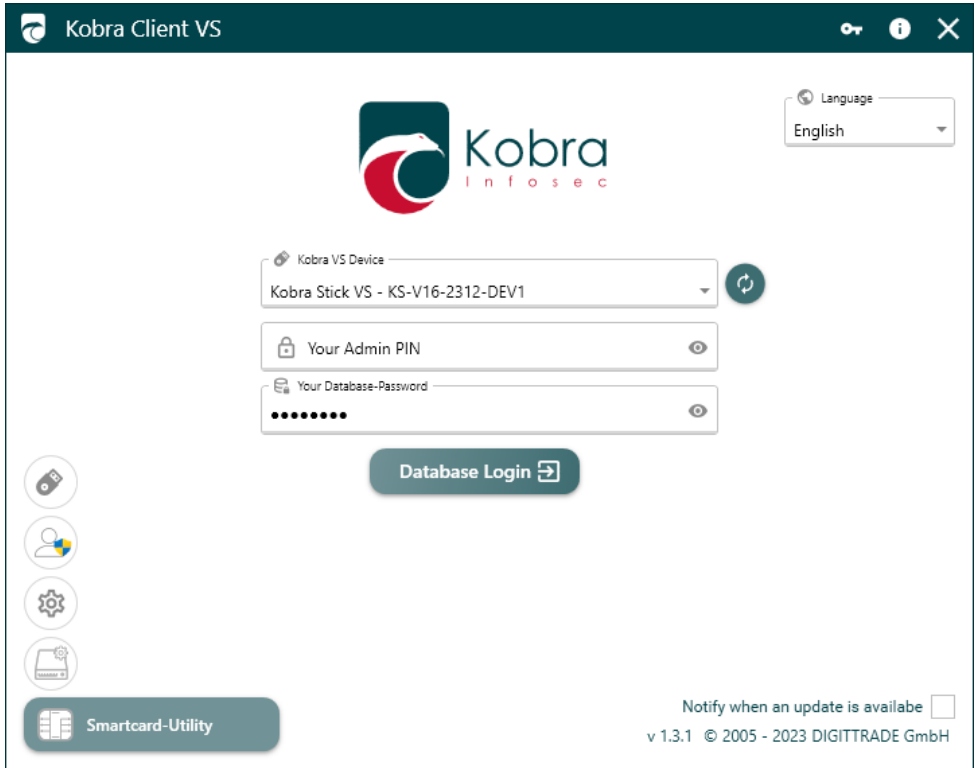 Kobra Client VS
Language
English
Kobra
Infosec
Kobra VS Device
Kobra Stick VS - KS-V16-2312-DEV1
Your Admin PIN
Your Database-Password
••••••••
Database Login
Smartcard-Utility
Notify when an update is availabe
v 1.3.1 © 2005 - 2023 DIGITTRADE GmbH